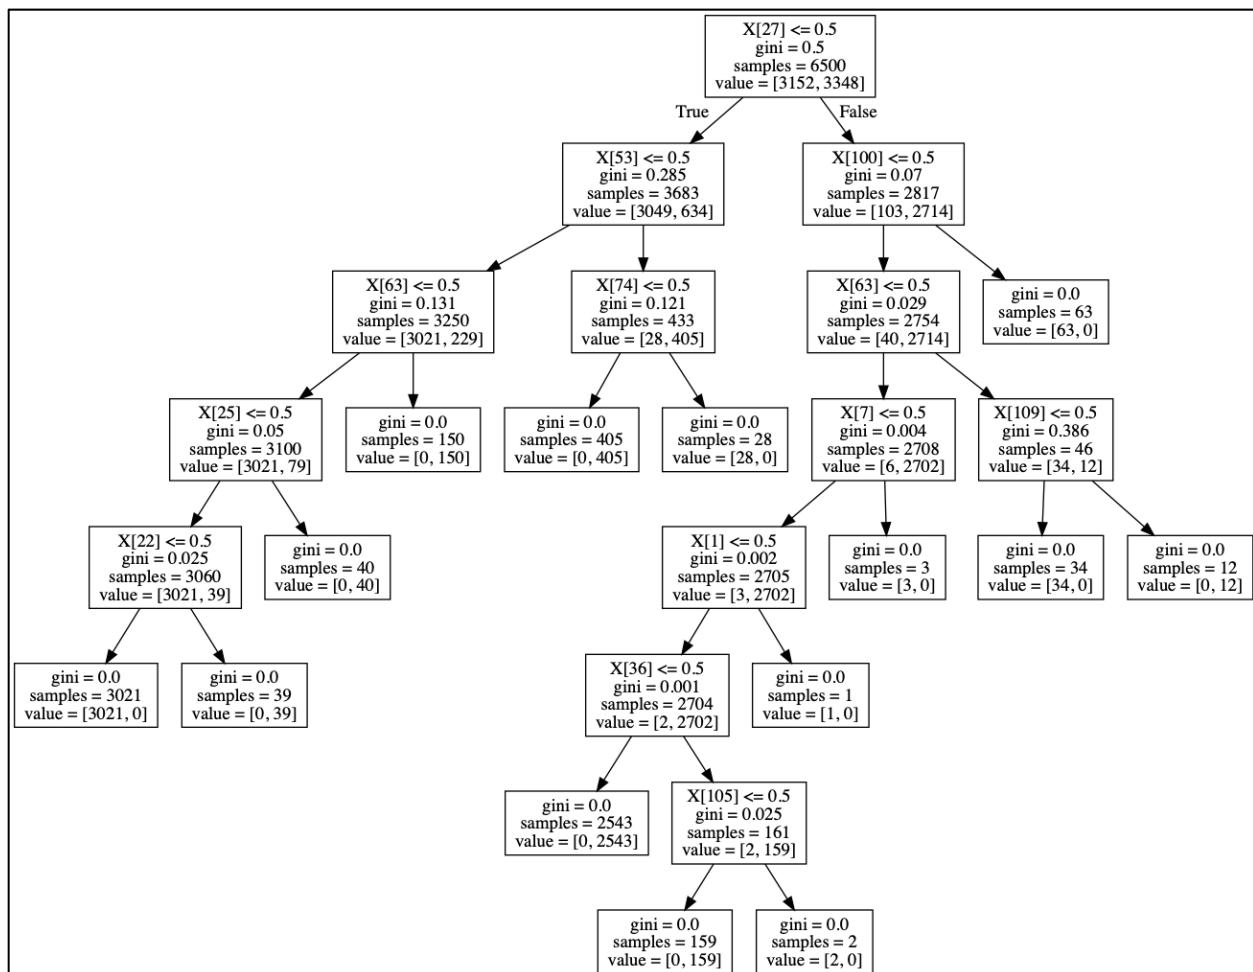 X[27] <= 0.5
gini = 0.5
samples = 6500
value = [3152, 3348]
True
False
X[53] <= 0.5
gini = 0.285
samples = 3683
value = [3049, 634]
X[100] <= 0.5
gini = 0.07
samples = 2817
value = [103, 2714]
X[63] <= 0.5
gini = 0.131
samples = 3250
value = [3021, 229]
X[74] <= 0.5
gini = 0.121
samples = 433
value = [28, 405]
X[63] <= 0.5
gini = 0.029
samples = 2754
value = [40, 2714]
gini = 0.0
samples = 63
value = [63, 0]
X[25] <= 0.5
gini = 0.05
samples = 3100
value = [3021, 79]
gini = 0.0
samples = 150
value = [0, 150]
gini = 0.0
samples = 405
value = [0, 405]
gini = 0.0
samples = 28
value = [28, 0]
X[7] <= 0.5
gini = 0.004
samples = 2708
value = [6, 2702]
X[109] <= 0.5
gini = 0.386
samples = 46
value = [34, 12]
X[22] <= 0.5
gini = 0.025
samples = 3060
value = [3021, 39]
gini = 0.0
samples = 40
value = [0, 40]
X[1] <= 0.5
gini = 0.002
samples = 2705
value = [3, 2702]
gini = 0.0
samples = 3
value = [3, 0]
gini = 0.0
samples = 34
value = [34, 0]
gini = 0.0
samples = 12
value = [0, 12]
gini = 0.0
samples = 3021
value = [3021, 0]
gini = 0.0
samples = 39
value = [0, 39]
X[36] <= 0.5
gini = 0.001
samples = 2704
value = [2, 2702]
gini = 0.0
samples = 1
value = [1, 0]
gini = 0.0
samples = 2543
value = [0, 2543]
X[105] <= 0.5
gini = 0.025
samples = 161
value = [2, 159]
gini = 0.0
samples = 159
value = [0, 159]
gini = 0.0
samples = 2
value = [2, 0]